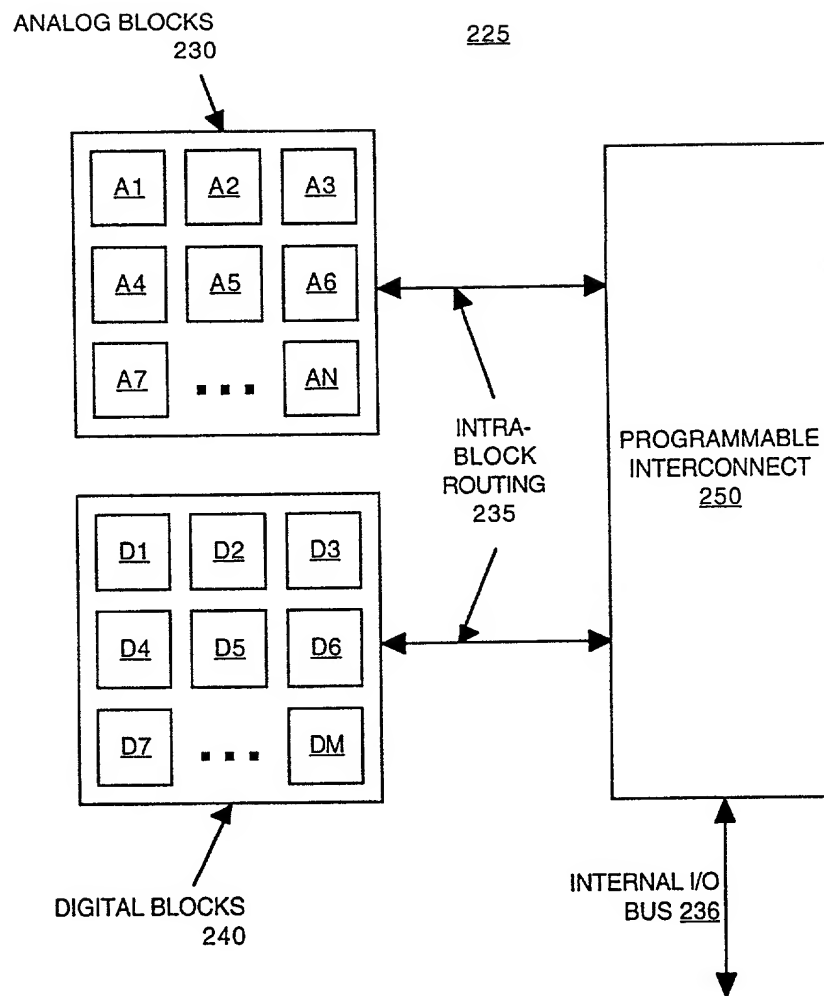 ANALOG BLOCKS
230
225
A1 A2 A3
A4 A5 A6
A7 ... AN
INTRA-
BLOCK
ROUTING
235
PROGRAMMABLE
INTERCONNECT
250
D1 D2 D3
D4 D5 D6
D7 ... DM
DIGITAL BLOCKS
240
INTERNAL I/O
BUS 236